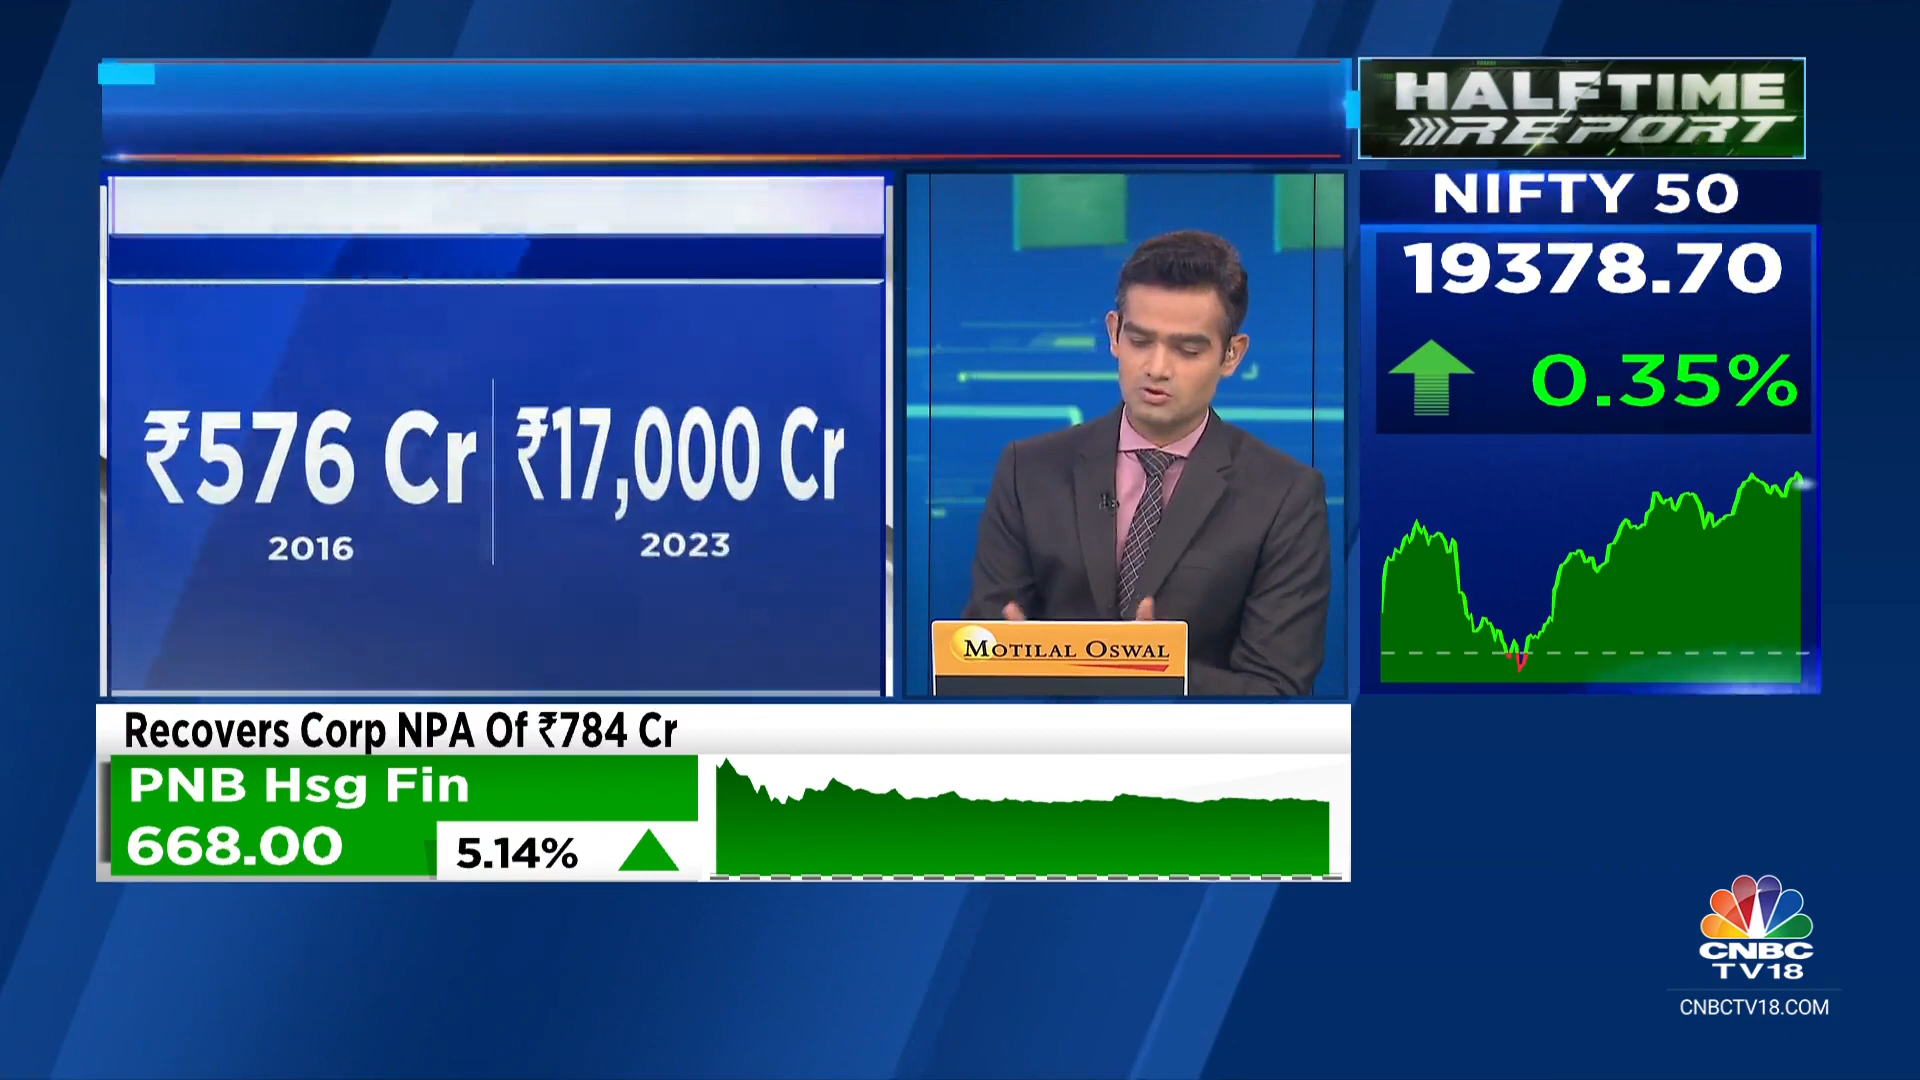 HALFTIME
REPORT
NIFTY 50
19378.70
0.35%
₹576 Cr
2016
₹17,000 Cr
2023
MOTILAL OSWAL
Recovers Corp NPA Of ₹784 Cr
PNB Hsg Fin
668.00
5.14%
CNBC
TV18
CNBCTV18.COM